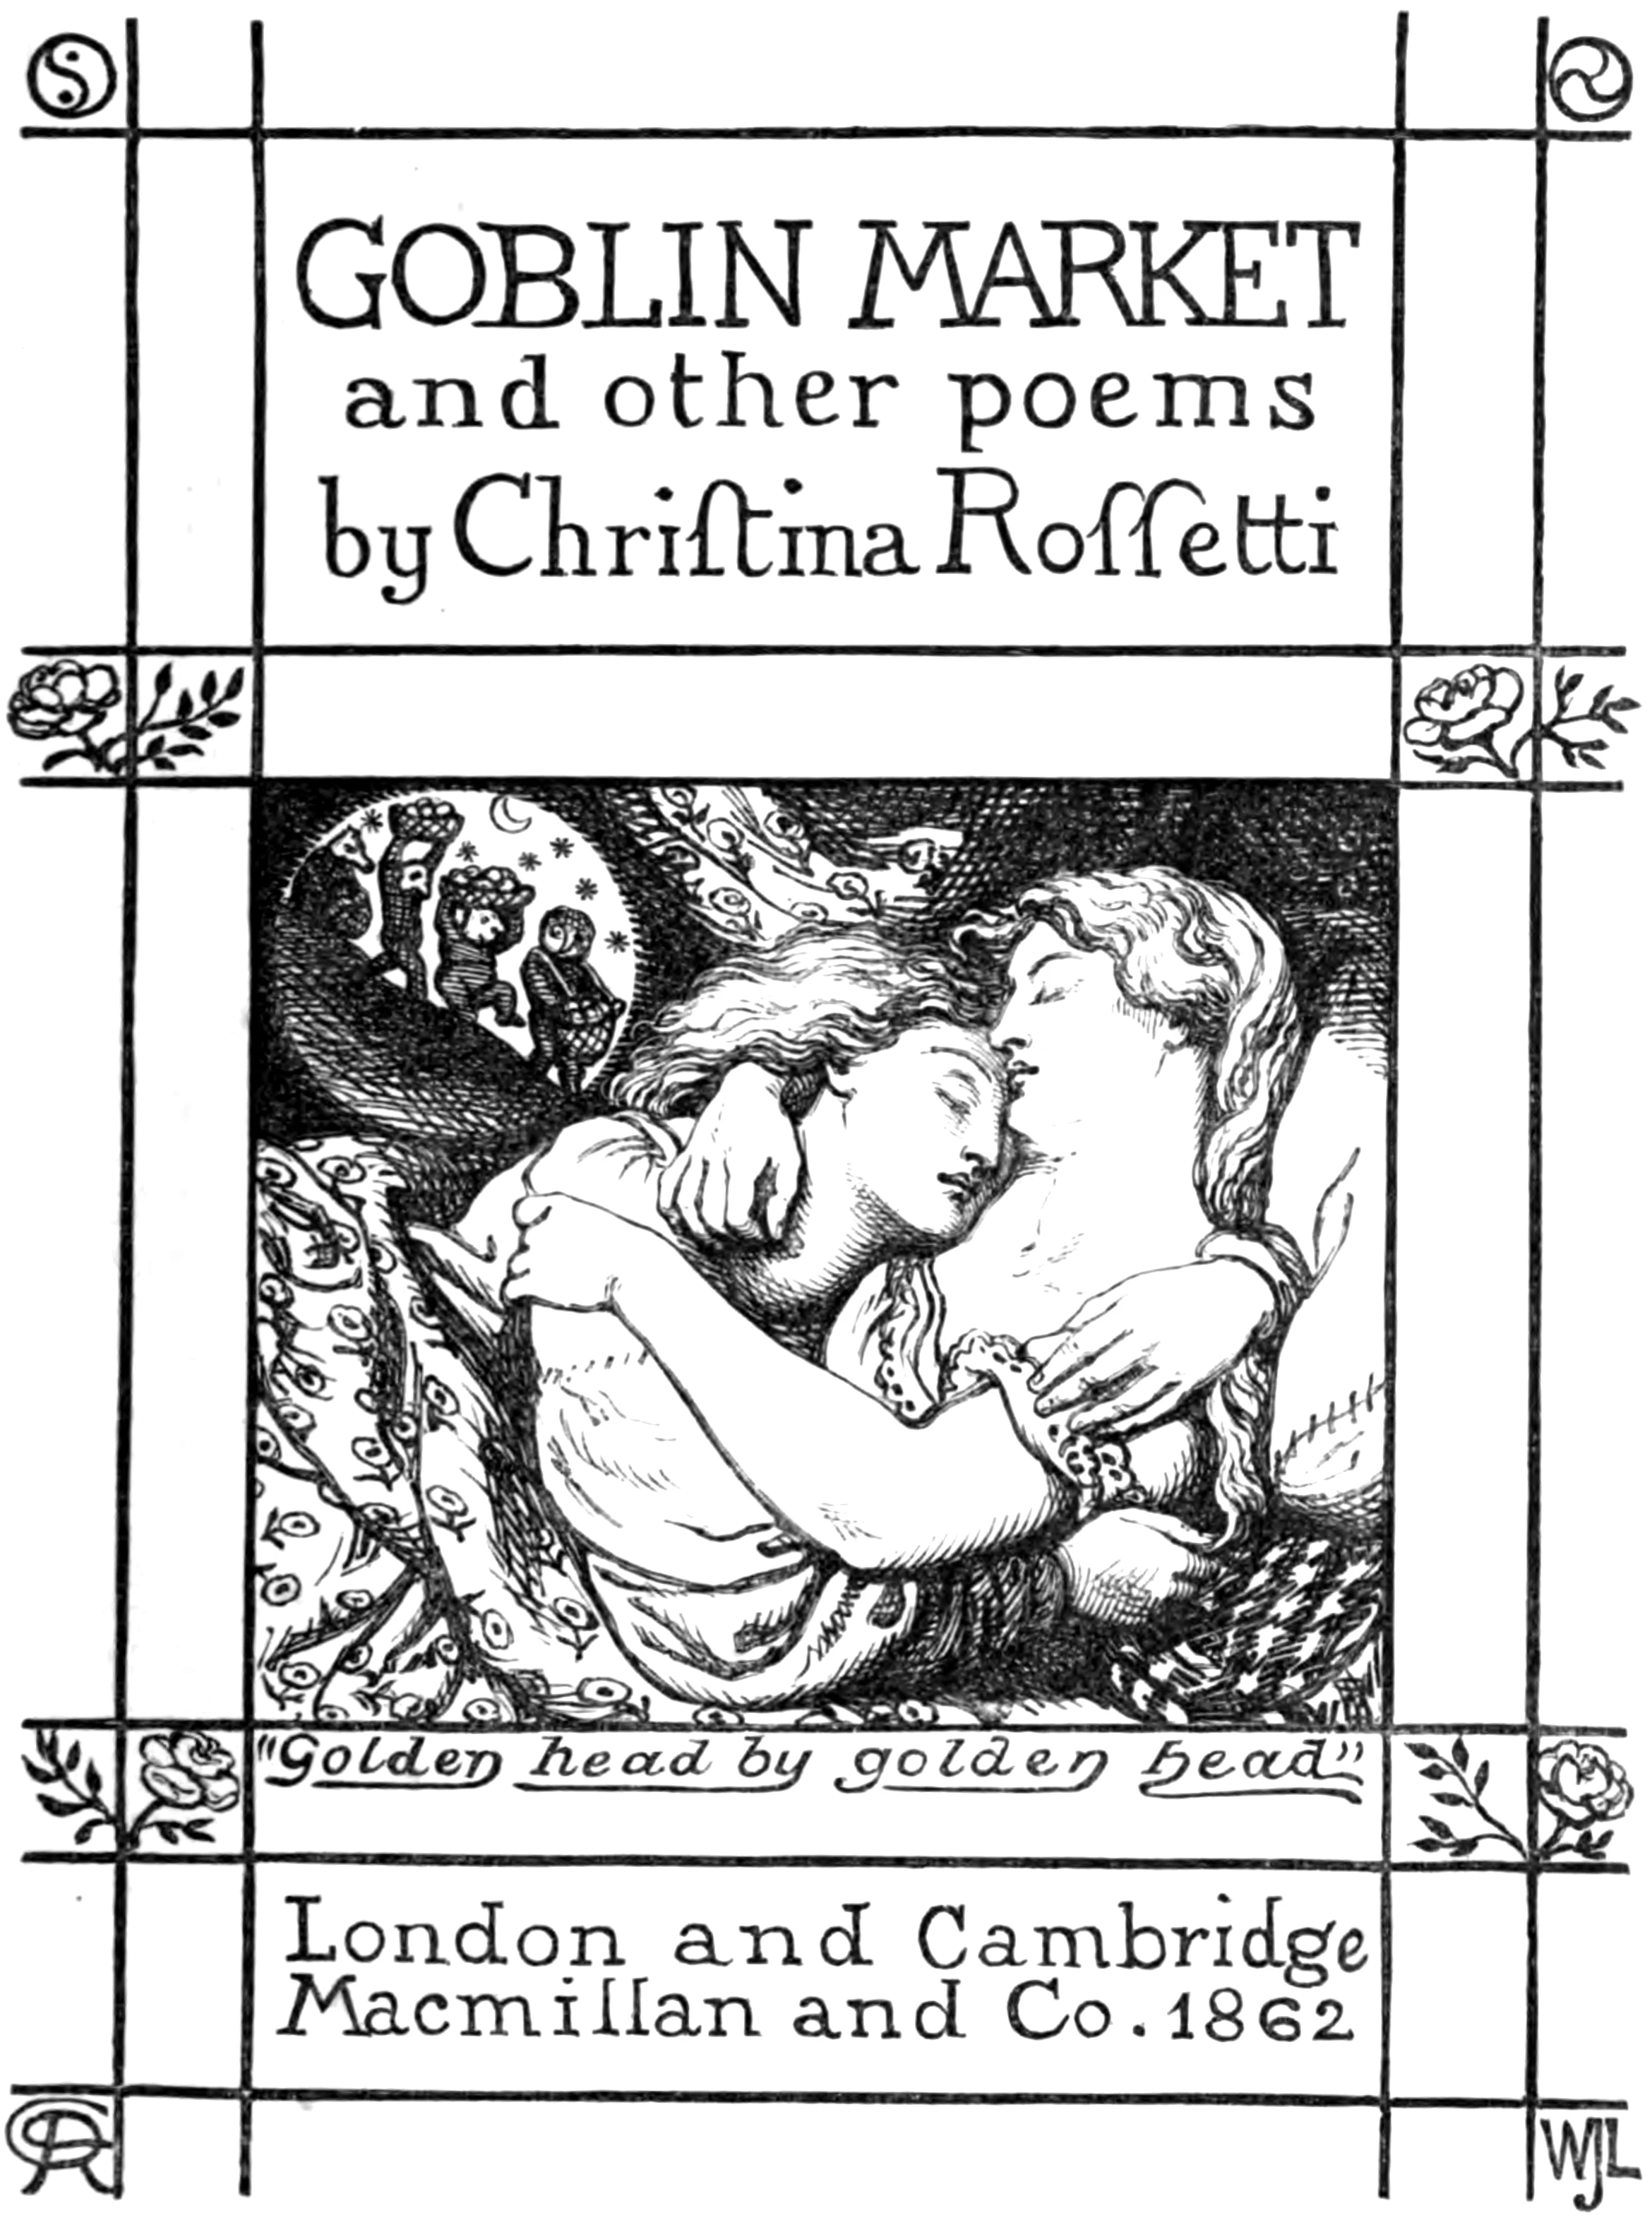 GOBLIN MARKET
and other poems
by Chriſtina Roſſetti
"Golden head by golden head"
London and Cambridge
Macmillan and Co. 1862
WJL